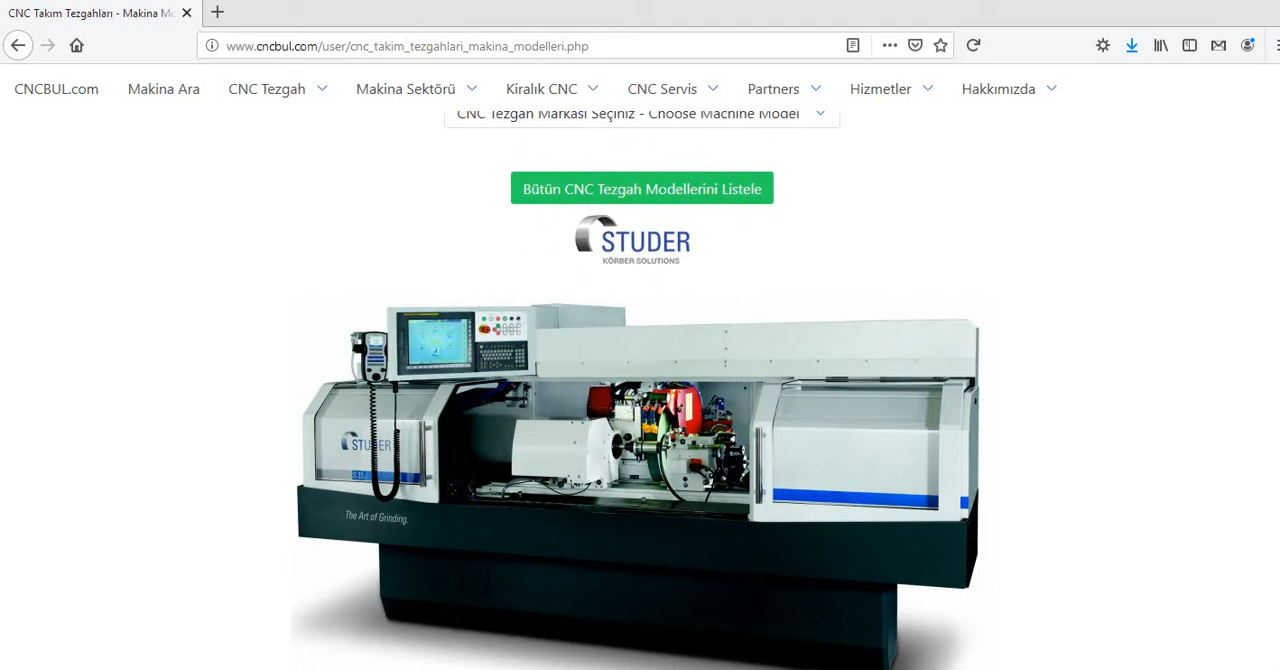 CNC Takım Tezgahları - Makina Mo
www.cncbul.com/user/cnc_takim_tezgahlari_makina_modelleri.php
CNCBUL.com Makina Ara CNC Tezgah Makina Sektörü Kiralık CNC CNC Servis Partners Hizmetler Hakkımızda
CNC Tezgah Markası Seçiniz - Choose Machine Model
Bütün CNC Tezgah Modellerini Listele
STUDER
KÖRBER SOLUTIONS
STUDER
S35
The Art of Grinding.